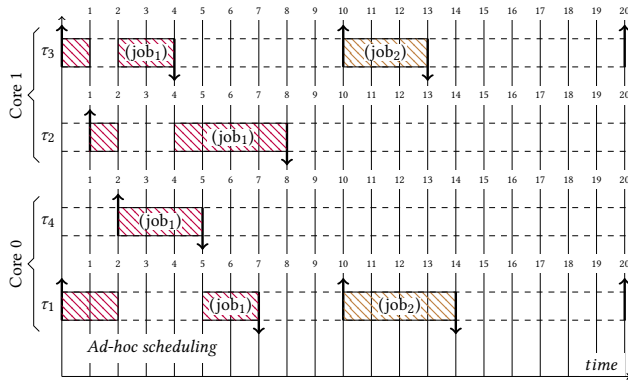 1 2 3 4 5 6 7 8 9 10 11 12 13 14 15 16 17 18 19 20
Core 1
τ3 (job1) (job2)
1 2 3 4 5 6 7 8 9 10 11 12 13 14 15 16 17 18 19 20
τ2 (job1)
1 2 3 4 5 6 7 8 9 10 11 12 13 14 15 16 17 18 19 20
Core 0
τ4 (job1)
1 2 3 4 5 6 7 8 9 10 11 12 13 14 15 16 17 18 19 20
τ1 (job1) (job2)
Ad-hoc scheduling
time